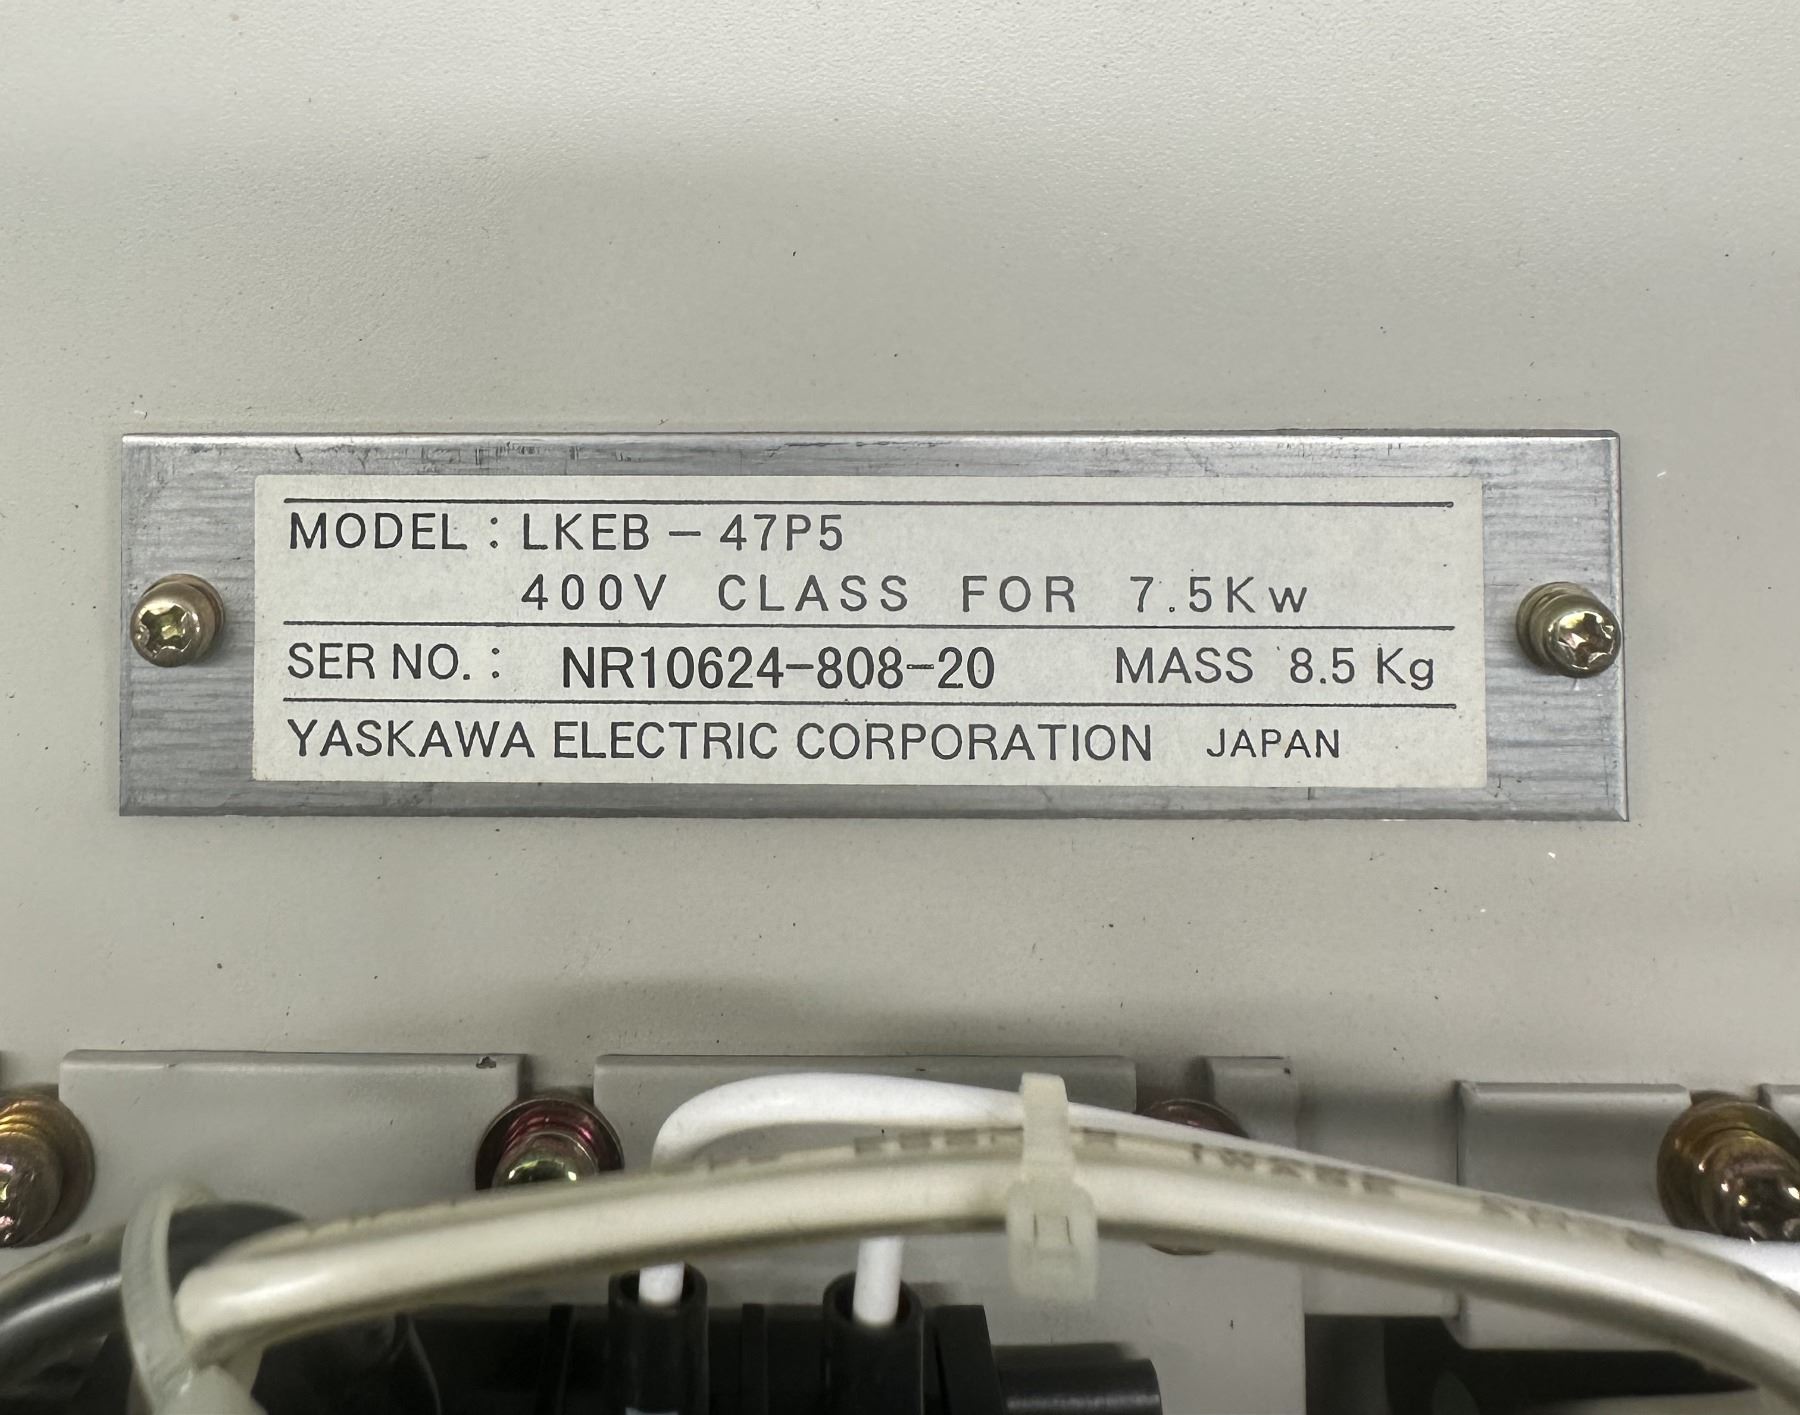 MODEL : LKEB - 47P5
400V CLASS FOR 7.5Kw
SER NO. : NR10624-808-20 MASS 8.5 Kg
YASKAWA ELECTRIC CORPORATION JAPAN